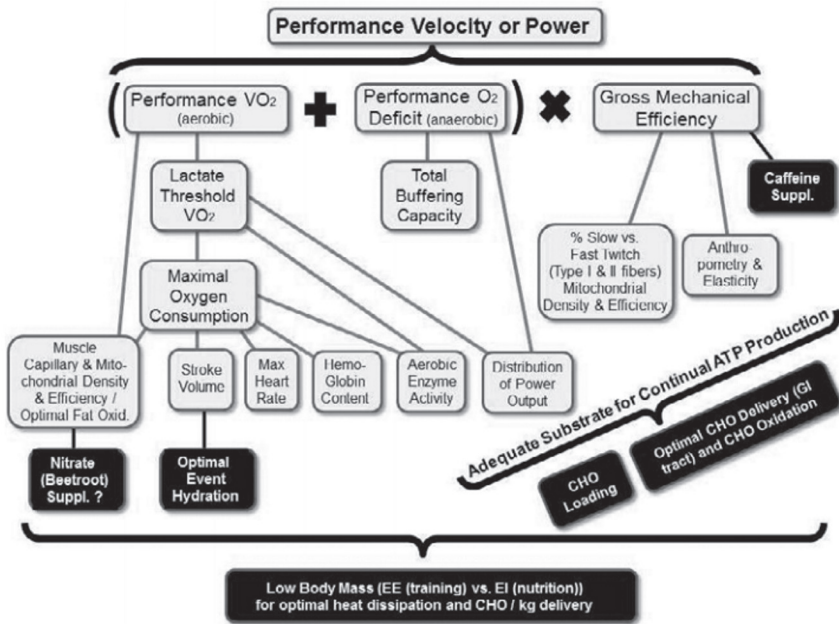 Performance Velocity or Power
(
Performance VO₂
(aerobic)
+
Performance O₂
Deficit (anaerobic)
)
×
Gross Mechanical
Efficiency
Lactate
Threshold
VO₂
Total
Buffering
Capacity
Caffeine
Suppl.
% Slow vs.
Fast Twitch
(Type I & II fibers)
Mitochondrial
Density & Efficiency
Anthro-
pometry &
Elasticity
Maximal
Oxygen
Consumption
Muscle
Capillary & Mito-
chondrial Density
& Efficiency /
Optimal Fat Oxid.
Stroke
Volume
Max
Heart
Rate
Hemo-
Globin
Content
Aerobic
Enzyme
Activity
Distribution
of Power
Output
Adequate Substrate for Continual ATP Production
Nitrate
(Beetroot)
Suppl. ?
Optimal
Event
Hydration
CHO
Loading
Optimal CHO Delivery (GI
tract) and CHO Oxidation
Low Body Mass (EE (training) vs. EI (nutrition))
for optimal heat dissipation and CHO / kg delivery